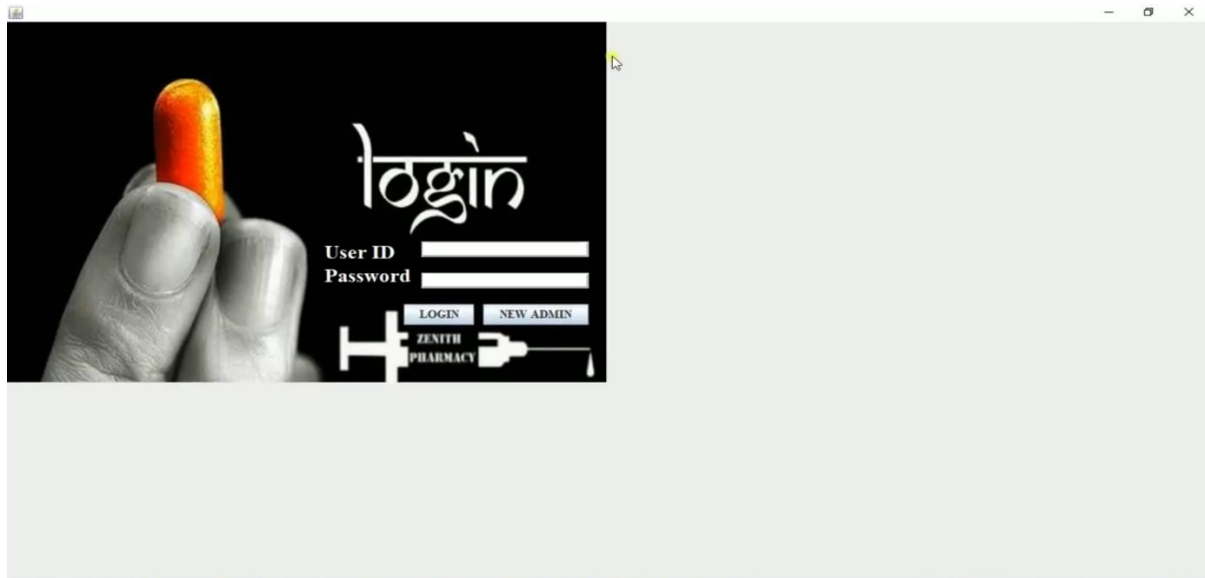 login
User ID
Password
LOGIN NEW ADMIN
ZENITH
PHARMACY